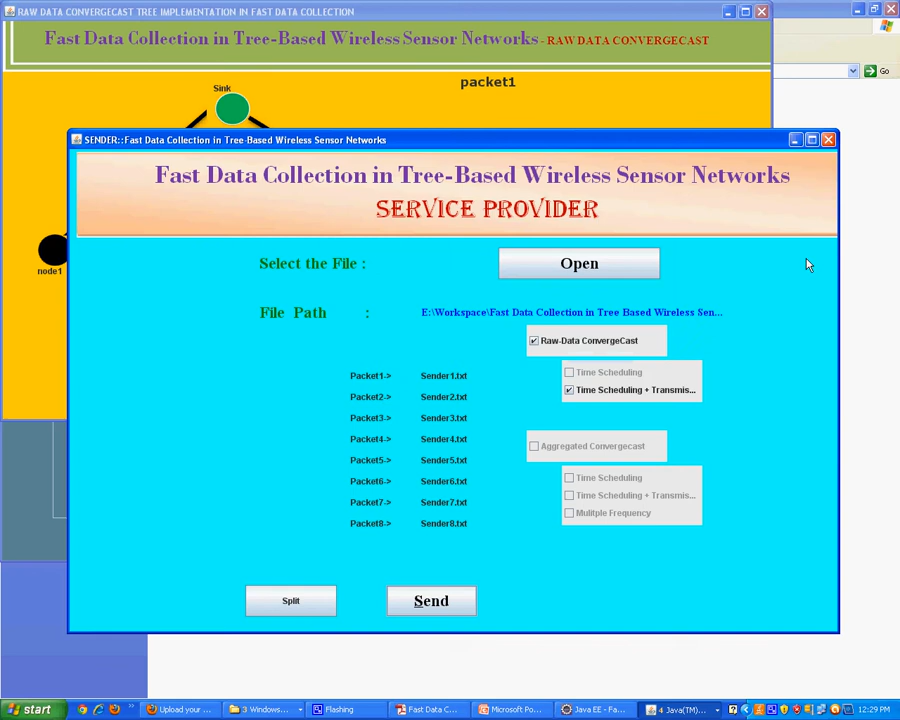 RAW DATA CONVERGECAST TREE IMPLEMENTATION IN FAST DATA COLLECTION
Fast Data Collection in Tree-Based Wireless Sensor Networks - RAW DATA CONVERGECAST
Go
packet1
Sink
SENDER::Fast Data Collection in Tree-Based Wireless Sensor Networks
Fast Data Collection in Tree-Based Wireless Sensor Networks
SERVICE PROVIDER
node1
Select the File :
Open
File Path :
E:\Workspace\Fast Data Collection in Tree Based Wireless Sen...
Raw-Data ConvergeCast
Packet1-> Sender1.txt
Time Scheduling
Packet2-> Sender2.txt
Time Scheduling + Transmis...
Packet3-> Sender3.txt
Packet4-> Sender4.txt
Aggregated Convergecast
Packet5-> Sender5.txt
Packet6-> Sender6.txt
Time Scheduling
Packet7-> Sender7.txt
Time Scheduling + Transmis...
Packet8-> Sender8.txt
Mulitple Frequency
Split
Send
start
Upload your ...
3 Windows...
Flashing
Fast Data C...
Microsoft Po...
Java EE - Fa...
4 Java(TM)...
12:29 PM